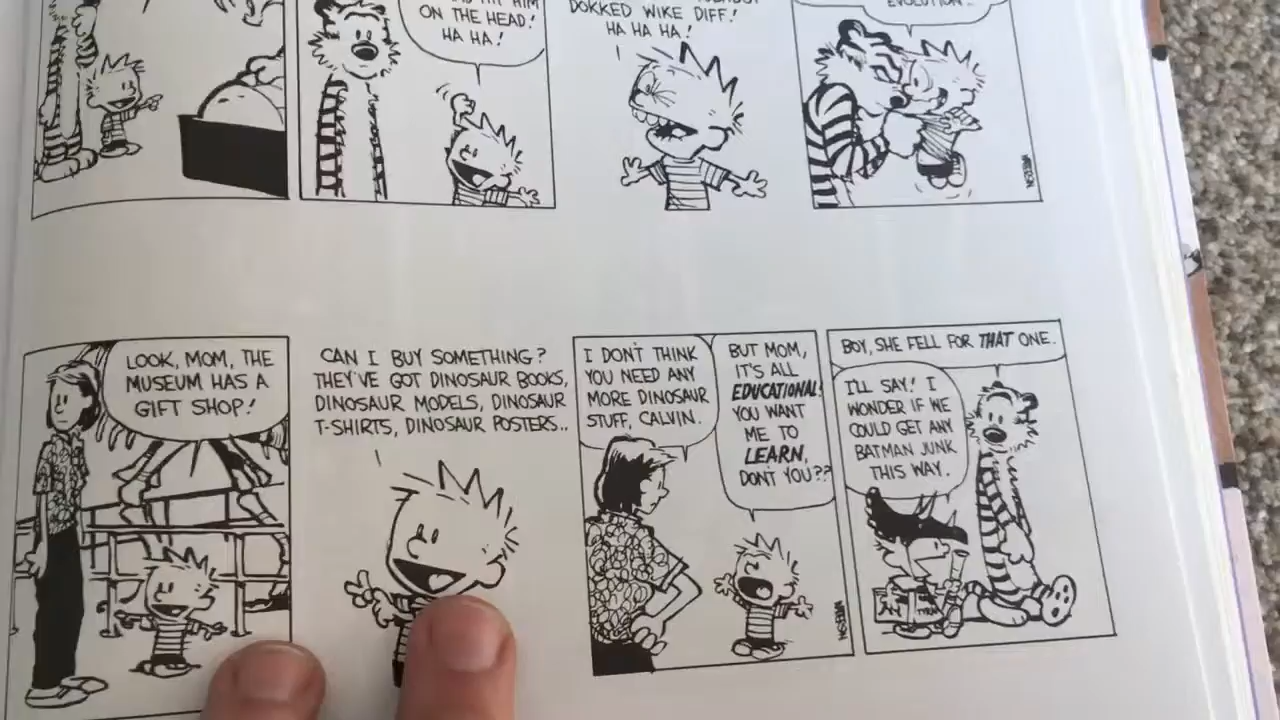 ON THE HEAD!
HA HA!
DOKKED WIKE DIFF!
HA HA HA!
LOOK, MOM, THE
MUSEUM HAS A
GIFT SHOP!
CAN I BUY SOMETHING?
THEY'VE GOT DINOSAUR BOOKS,
DINOSAUR MODELS, DINOSAUR
T-SHIRTS, DINOSAUR POSTERS..
I DON'T THINK
YOU NEED ANY
MORE DINOSAUR
STUFF, CALVIN.
BUT MOM,
IT'S ALL
EDUCATIONAL!
YOU WANT
ME TO
LEARN,
DON'T YOU??
BOY, SHE FELL FOR THAT ONE.
I'LL SAY! I
WONDER IF WE
COULD GET ANY
BATMAN JUNK
THIS WAY.